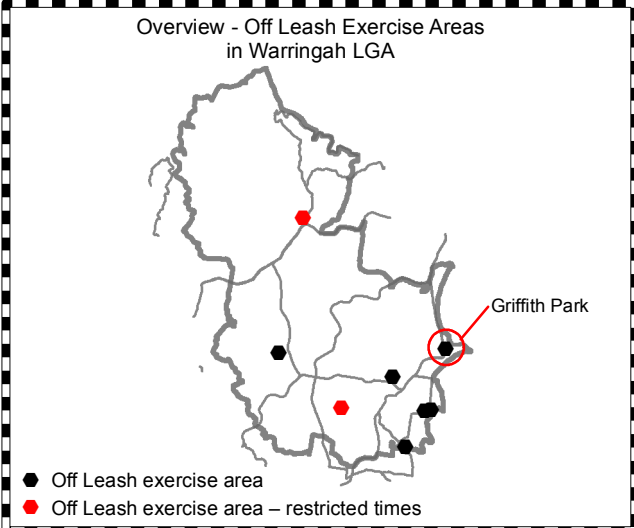 Overview - Off Leash Exercise Areas
in Warringah LGA
Griffith Park
Off Leash exercise area
Off Leash exercise area – restricted times